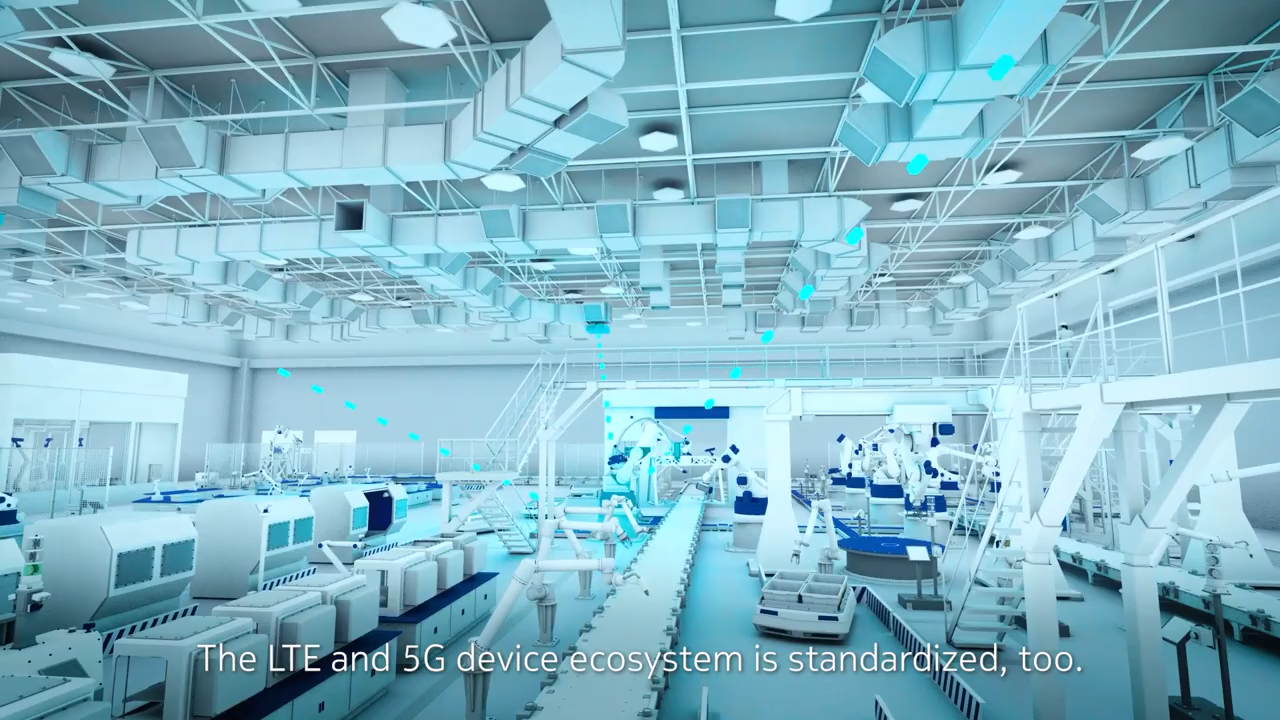 The LTE and 5G device ecosystem is standardized, too.